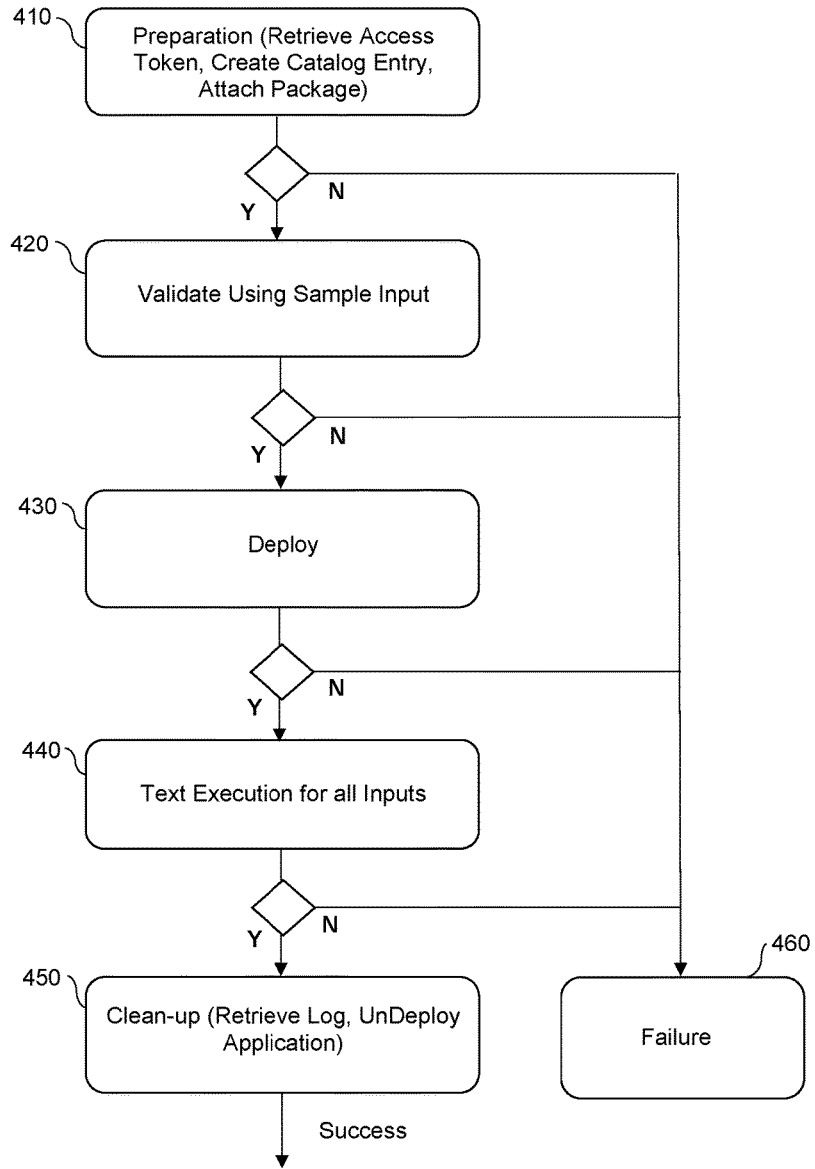 410
Preparation (Retrieve Access
Token, Create Catalog Entry,
Attach Package)
N
Y
420
Validate Using Sample Input
N
Y
430
Deploy
N
Y
440
Text Execution for all Inputs
N
Y
450
Clean-up (Retrieve Log, UnDeploy
Application)
460
Failure
Success